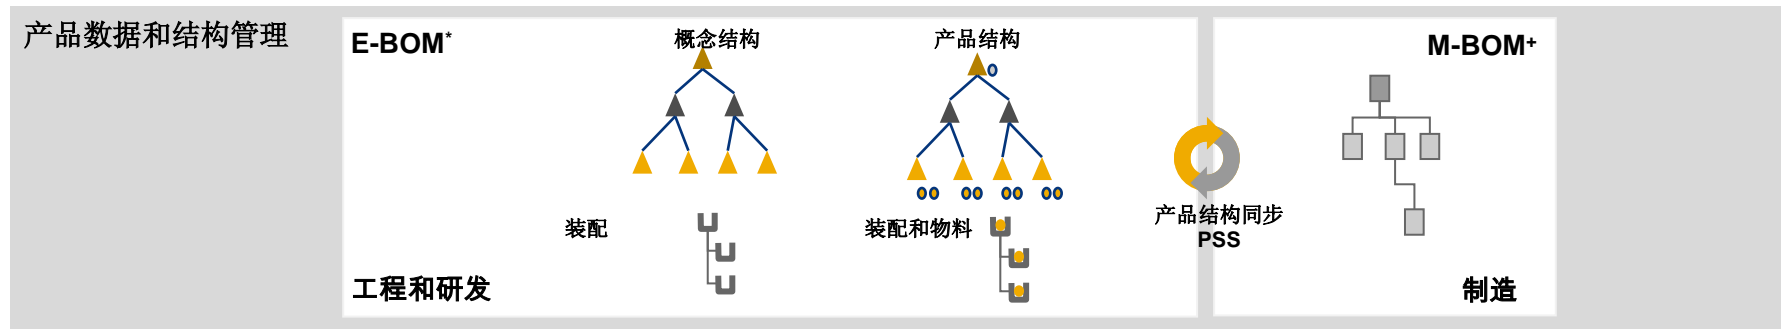 产品数据和结构管理
E-BOM*
概念结构
产品结构
M-BOM+
装配
装配和物料
产品结构同步
PSS
工程和研发
制造